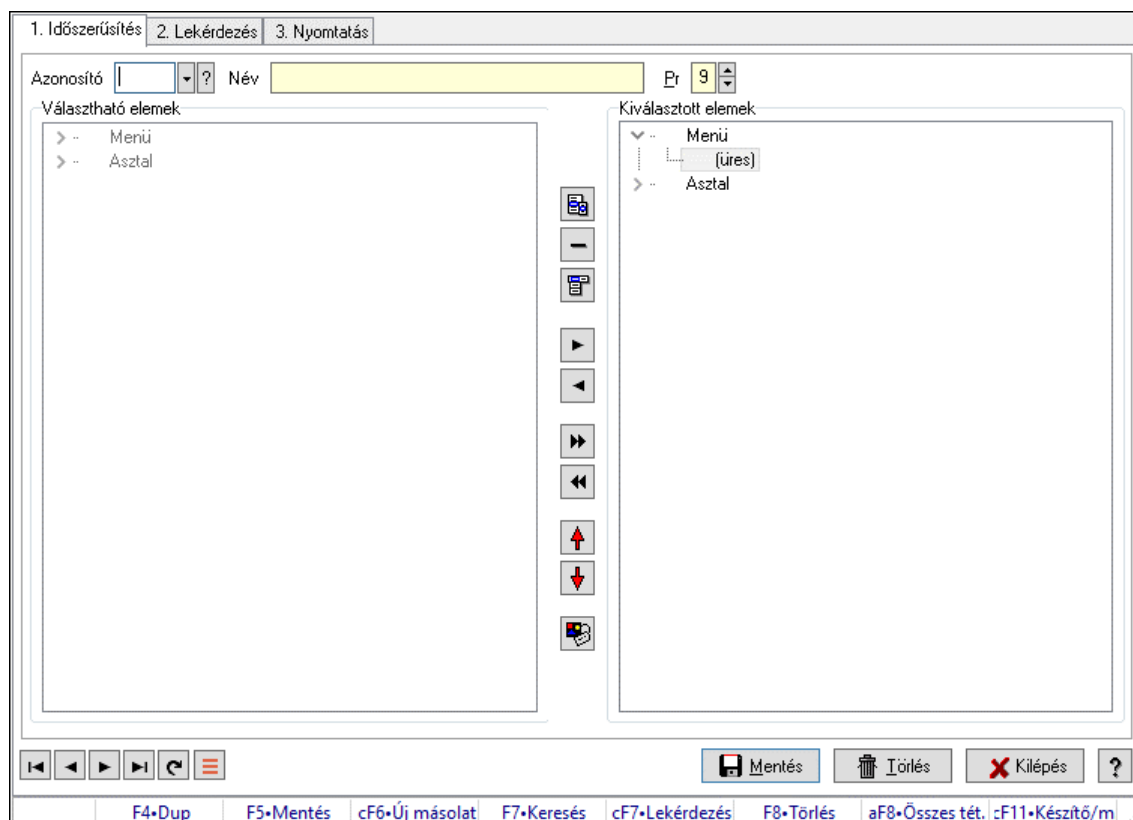 1. Időszerűsítés 2. Lekérdezés 3. Nyomtatás
Azonosító ? Név Pr 9
Választható elemek Kiválasztott elemek
Menü Menü
Asztal (üres)
Asztal
Mentés Törlés Kilépés ?
F4•Dup F5•Mentés cF6•Új másolat F7•Keresés cF7•Lekérdezés F8•Törlés aF8•Összes tét. cF11•Készítő/m